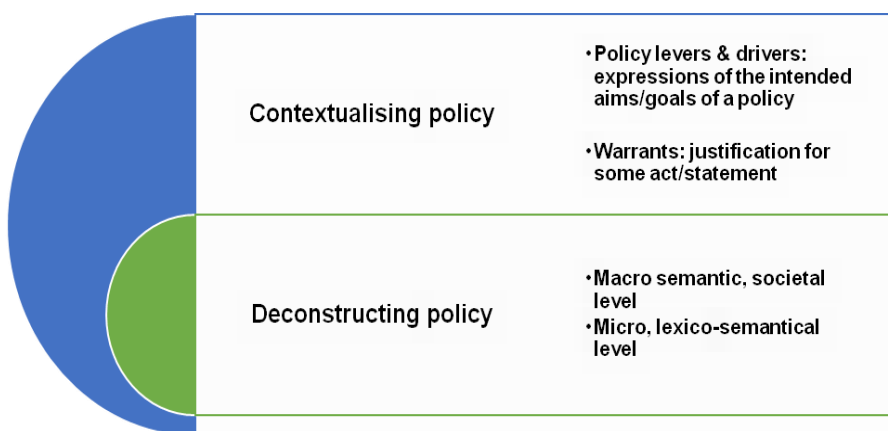 Contextualising policy
•Policy levers & drivers:
expressions of the intended
aims/goals of a policy
•Warrants: justification for
some act/statement
Deconstructing policy
•Macro semantic, societal
level
•Micro, lexico-semantical
level